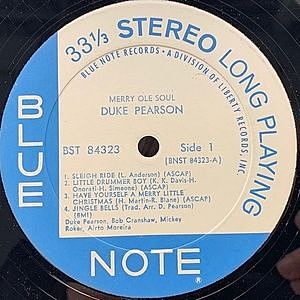 33 1/3 STEREO LONG PLAYING
BLUE NOTE RECORDS • A DIVISION OF LIBERTY RECORDS, INC.
MERRY OLE SOUL
DUKE PEARSON
BST 84323 Side 1
(BNST 84323-A)
1. SLEIGH RIDE (L. Anderson) (ASCAP)
2. LITTLE DRUMMER BOY (K. K. Davis-H.
Onorati-H. Simeone) (ASCAP)
3. HAVE YOURSELF A MERRY LITTLE
CHRISTMAS (H. Martin-R. Blane) (ASCAP)
4. JINGLE BELLS (Trad. Arr. D. Pearson)
(BMI)
Duke Pearson, Bob Cranshaw, Mickey
Roker, Airto Moreira
BLUE
NOTE®